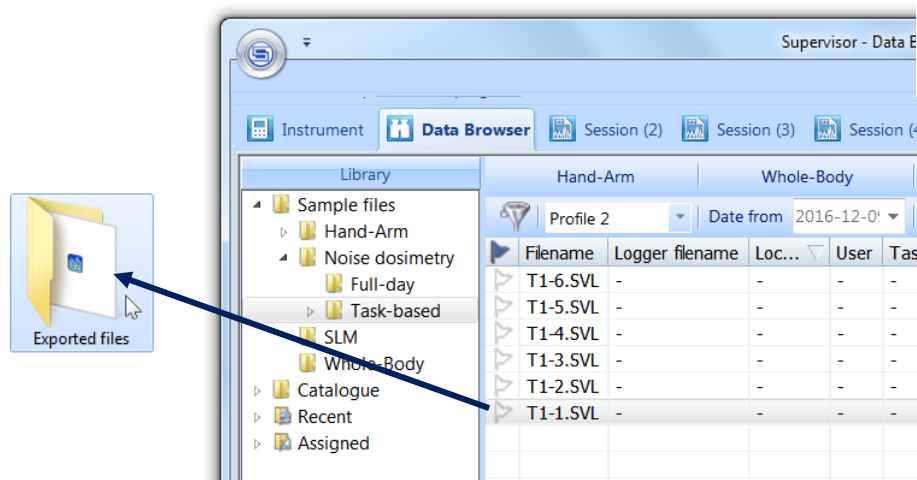 Supervisor - Data B
Instrument Data Browser Session (2) Session (3) Session (4
Library Hand-Arm Whole-Body
Sample files
Profile 2 Date from 2016-12-0
Hand-Arm
Noise dosimetry Filename Logger filename Loc... User Tas
Full-day T1-6.SVL - - - -
Task-based T1-5.SVL - - - -
SLM T1-4.SVL - - - -
Whole-Body T1-3.SVL - - - -
Catalogue T1-2.SVL - - - -
Recent T1-1.SVL - - - -
Assigned
Exported files